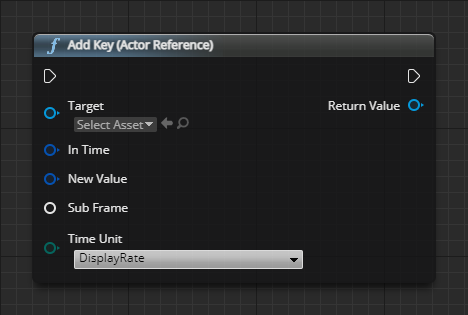 Add Key (Actor Reference)
Target
Return Value
Select Asset
In Time
New Value
Sub Frame
Time Unit
DisplayRate